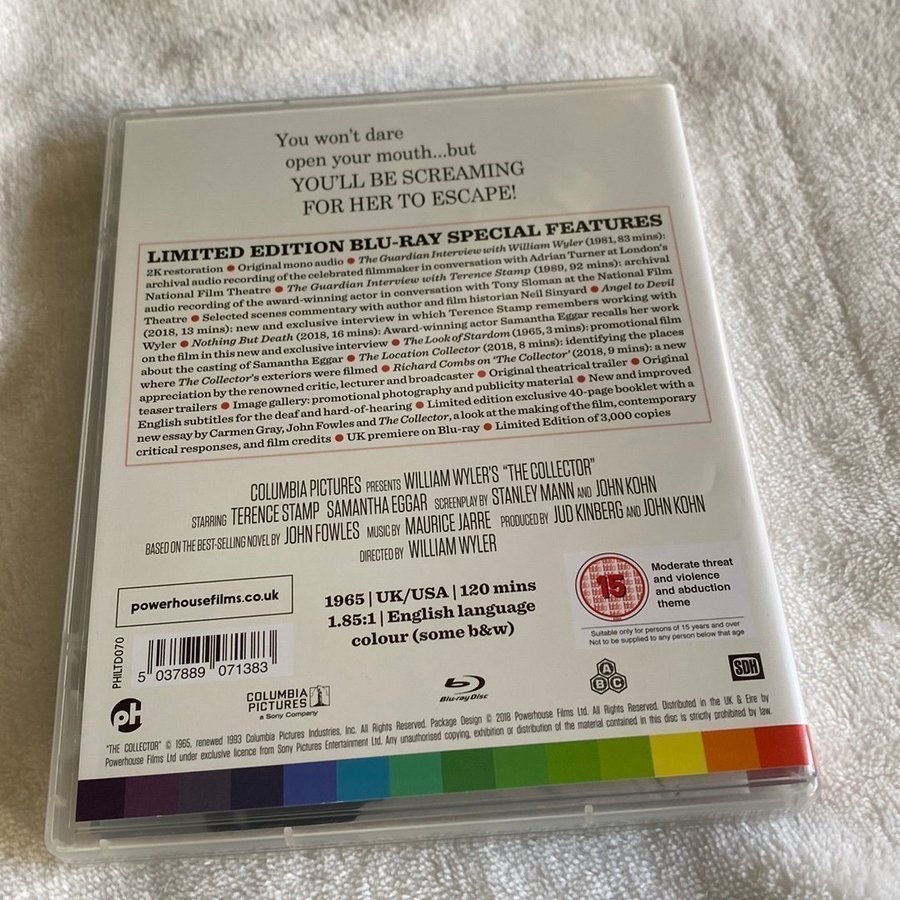 You won't dare
open your mouth...but
YOU'LL BE SCREAMING
FOR HER TO ESCAPE!
LIMITED EDITION BLU-RAY SPECIAL FEATURES
2K restoration ● Original mono audio ● The Guardian Interview with William Wyler (1981, 83 mins):
archival audio recording of the celebrated filmmaker in conversation with Adrian Turner at London's
National Film Theatre ● The Guardian Interview with Terence Stamp (1989, 92 mins): archival
audio recording of the award-winning actor in conversation with Tony Sloman at the National Film
Theatre ● Selected scenes commentary with author and film historian Neil Sinyard ● Angel to Devil
(2018, 13 mins): new and exclusive interview in which Terence Stamp remembers working with
Wyler ● Nothing But Death (2018, 16 mins): Award-winning actor Samantha Eggar recalls her work
on the film in this new and exclusive interview ● The Look of Stardom (1965, 3 mins): promotional film
about the casting of Samantha Eggar ● The Location Collector (2018, 8 mins): identifying the places
where The Collector's exteriors were filmed ● Richard Combs on 'The Collector' (2018, 9 mins): a new
appreciation by the renowned critic, lecturer and broadcaster ● Original theatrical trailer ● Original
teaser trailers ● Image gallery: promotional photography and publicity material ● New and improved
English subtitles for the deaf and hard-of-hearing ● Limited edition exclusive 40-page booklet with a
new essay by Carmen Gray, John Fowles and The Collector, a look at the making of the film, contemporary
critical responses, and film credits ● UK premiere on Blu-ray ● Limited Edition of 3,000 copies
COLUMBIA PICTURES PRESENTS WILLIAM WYLER'S "THE COLLECTOR"
STARRING TERENCE STAMP SAMANTHA EGGAR SCREENPLAY BY STANLEY MANN AND JOHN KOHN
BASED ON THE BEST-SELLING NOVEL BY JOHN FOWLES MUSIC BY MAURICE JARRE PRODUCED BY JUD KINBERG AND JOHN KOHN
DIRECTED BY WILLIAM WYLER
powerhousefilms.co.uk
1965 | UK/USA | 120 mins
1.85:1 | English language
colour (some b&w)
15
Moderate threat
and violence
and abduction
theme
Suitable only for persons of 15 years and over
Not to be supplied to any person below that age
PHILTD070
5 037889 071383
pH
COLUMBIA
PICTURES
a Sony Company
Blu-ray Disc
A
B C
SDH
"THE COLLECTOR" © 1965, renewed 1993 Columbia Pictures Industries, Inc. All Rights Reserved. Package Design © 2018 Powerhouse Films Ltd. All Rights Reserved. Distributed in the UK & Eire by
Powerhouse Films Ltd under exclusive licence from Sony Pictures Entertainment Ltd. Any unauthorised copying, exhibition or distribution of the material contained in this disc is strictly prohibited by law.